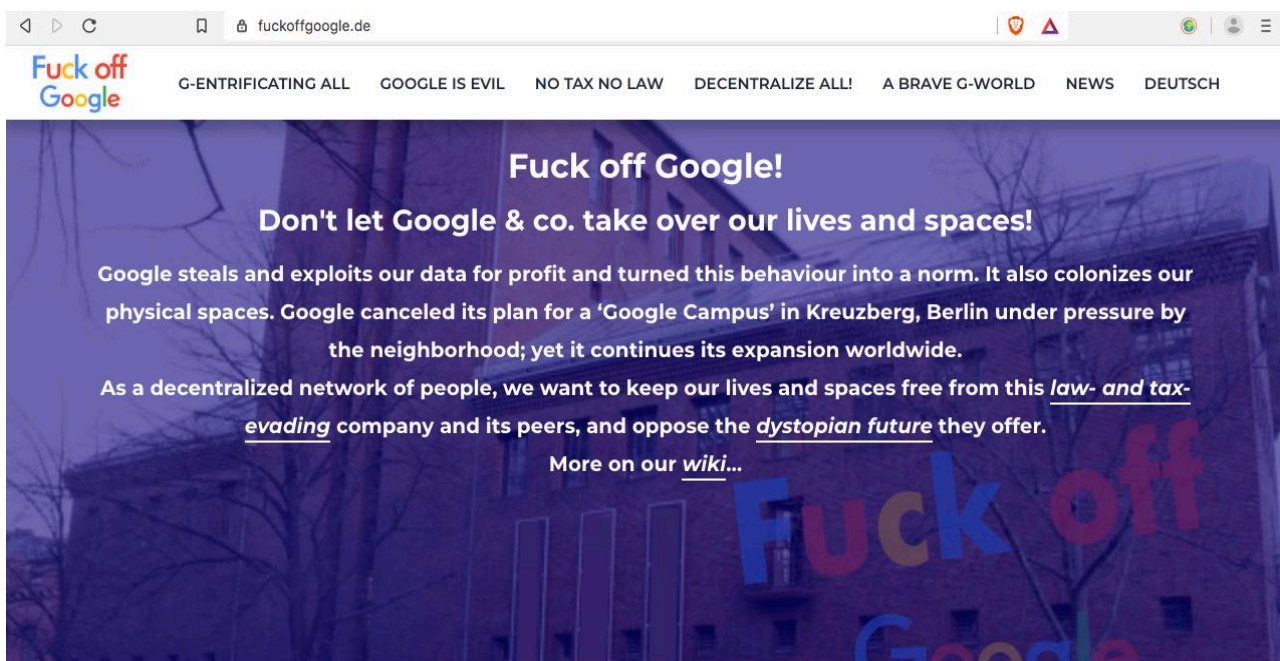 fuckoffgoogle.de
Fuck off
Google
G-ENTRIFICATING ALL GOOGLE IS EVIL NO TAX NO LAW DECENTRALIZE ALL! A BRAVE G-WORLD NEWS DEUTSCH
Fuck off Google!
Don't let Google & co. take over our lives and spaces!
Google steals and exploits our data for profit and turned this behaviour into a norm. It also colonizes our
physical spaces. Google canceled its plan for a ‘Google Campus’ in Kreuzberg, Berlin under pressure by
the neighborhood; yet it continues its expansion worldwide.
As a decentralized network of people, we want to keep our lives and spaces free from this law- and tax-
evading company and its peers, and oppose the dystopian future they offer.
More on our wiki...
Fuck off
Google